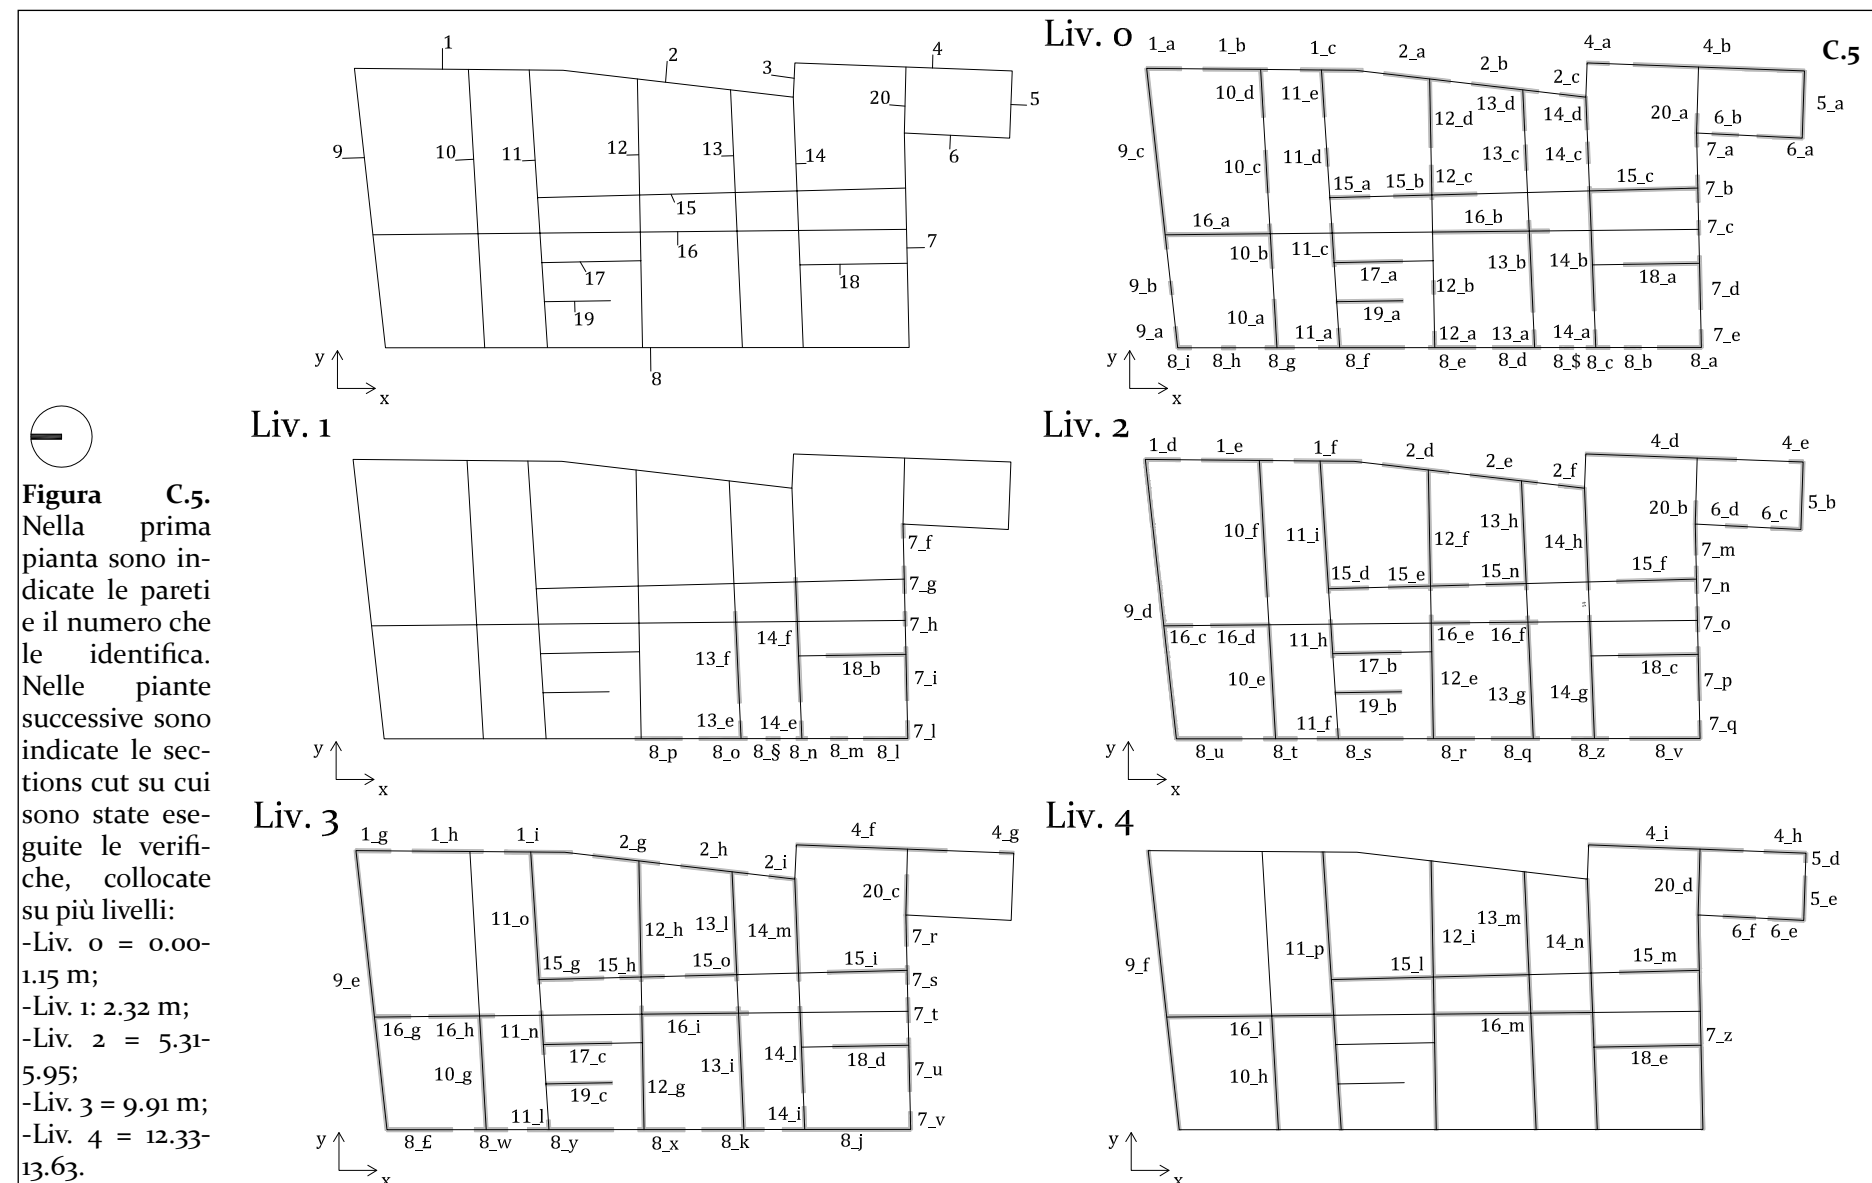 1
2
3
4
5
20
6
9
10
11
12
13
14
15
16
7
17
18
19
8
y
x
Liv. 0
C.5
1_a 1_b 1_c 2_a 2_b 2_c 4_a 4_b
10_d 11_e 12_d 13_d 14_d 20_a 6_b 5_a
9_c 10_c 11_d 12_c 13_c 14_c 7_a 6_a
15_a 15_b 15_c 7_b
16_a 16_b 7_c
10_b 11_c 17_a 13_b 14_b 18_a
9_b 12_b 7_d
19_a
9_a 10_a 11_a 12_a 13_a 14_a 7_e
8_i 8_h 8_g 8_f 8_e 8_d 8_$ 8_c 8_b 8_a
y
x
Liv. 1
7_f
7_g
7_h
13_f 14_f 18_b 7_i
13_e 14_e 7_l
8_p 8_o 8_§ 8_n 8_m 8_l
y
x
Liv. 2
1_d 1_e 1_f 2_d 2_e 2_f 4_d 4_e
10_f 11_i 12_f 13_h 14_h 20_b 6_d 6_c 5_b
7_m
15_d 15_e 15_n 15_f 7_n
9_d 16_c 16_d 11_h 16_e 16_f 7_o
17_b 18_c
10_e 12_e 13_g 14_g 7_p
19_b
11_f 7_q
8_u 8_t 8_s 8_r 8_q 8_z 8_v
y
x
Figura C.5.
Nella prima
pianta sono in-
dicate le pareti
e il numero che
le identifica.
Nelle piante
successive sono
indicate le sec-
tions cut su cui
sono state ese-
guite le verifi-
che, collocate
su più livelli:
-Liv. 0 = 0.00-
1.15 m;
-Liv. 1: 2.32 m;
-Liv. 2 = 5.31-
5.95;
-Liv. 3 = 9.91 m;
-Liv. 4 = 12.33-
13.63.
Liv. 3
1_g 1_h 1_i 2_g 2_h 2_i 4_f 4_g
11_o 12_h 13_l 14_m 20_c
7_r
9_e 15_g 15_h 15_o 15_i 7_s
16_g 16_h 11_n 16_i 7_t
17_c 13_i 14_l 18_d
10_g 12_g 7_u
19_c
11_l 14_i 7_v
8_£ 8_w 8_y 8_x 8_k 8_j
y
x
Liv. 4
4_i 4_h
5_d
20_d
5_e
13_m 6_f 6_e
11_p 12_i 14_n
9_f 15_l 15_m
16_l 16_m 7_z
18_e
10_h
y
x